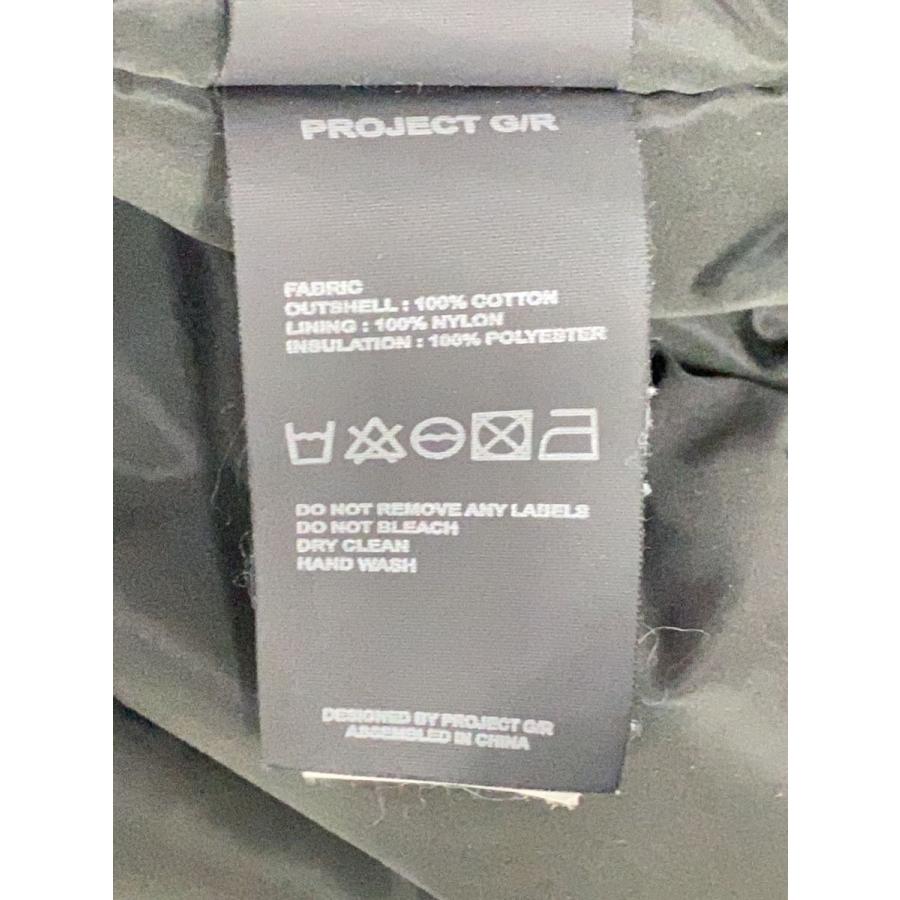 PROJECT G/R
FABRIC
OUTSHELL : 100% COTTON
LINING : 100% NYLON
INSULATION : 100% POLYESTER
DO NOT REMOVE ANY LABELS
DO NOT BLEACH
DRY CLEAN
HAND WASH
DESIGNED BY PROJECT G/R
ASSEMBLED IN CHINA